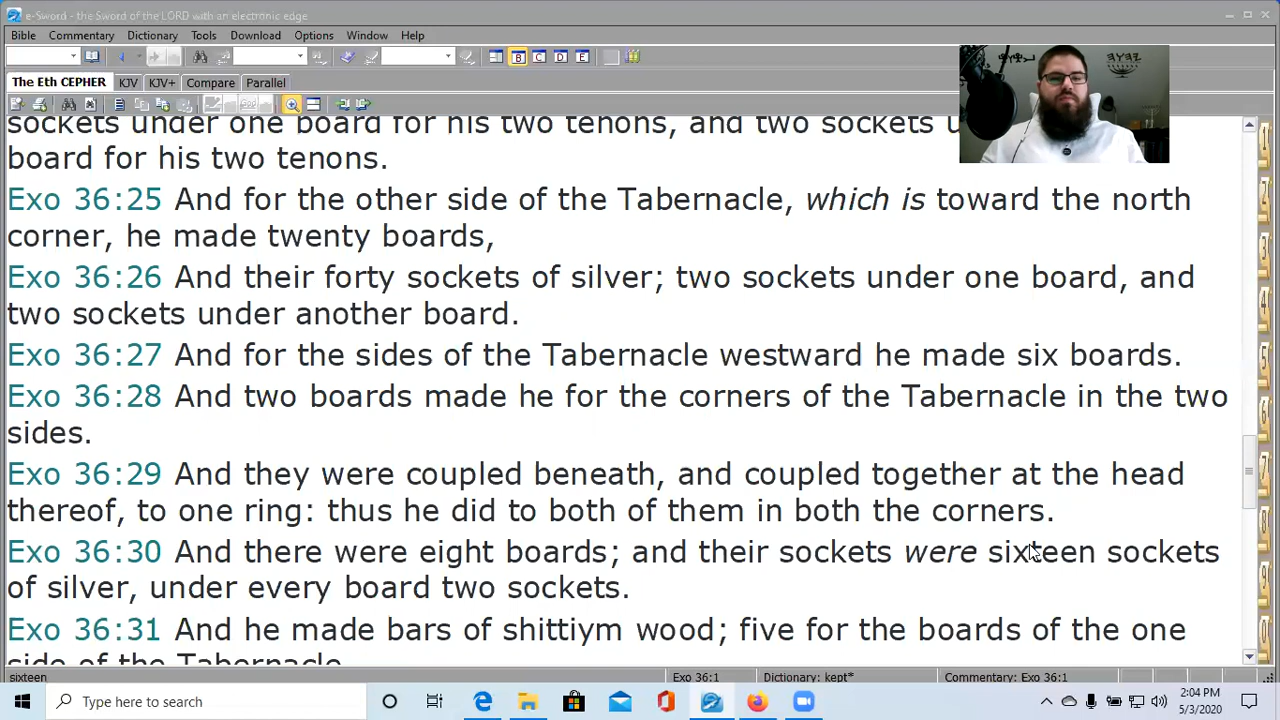 e-Sword - the Sword of the LORD with an electronic edge
Bible Commentary Dictionary Tools Download Options Window Help
B C D E
The Eth CEPHER KJV KJV+ Compare Parallel
sockets under one board for his two tenons, and two sockets u
board for his two tenons.
Exo 36:25 And for the other side of the Tabernacle, which is toward the north
corner, he made twenty boards,
Exo 36:26 And their forty sockets of silver; two sockets under one board, and
two sockets under another board.
Exo 36:27 And for the sides of the Tabernacle westward he made six boards.
Exo 36:28 And two boards made he for the corners of the Tabernacle in the two
sides.
Exo 36:29 And they were coupled beneath, and coupled together at the head
thereof, to one ring: thus he did to both of them in both the corners.
Exo 36:30 And there were eight boards; and their sockets were sixteen sockets
of silver, under every board two sockets.
Exo 36:31 And he made bars of shittiym wood; five for the boards of the one
side of the Tabernacle
sixteen Exo 36:1 Dictionary: kept* Commentary: Exo 36:1
Type here to search
2:04 PM
5/3/2020